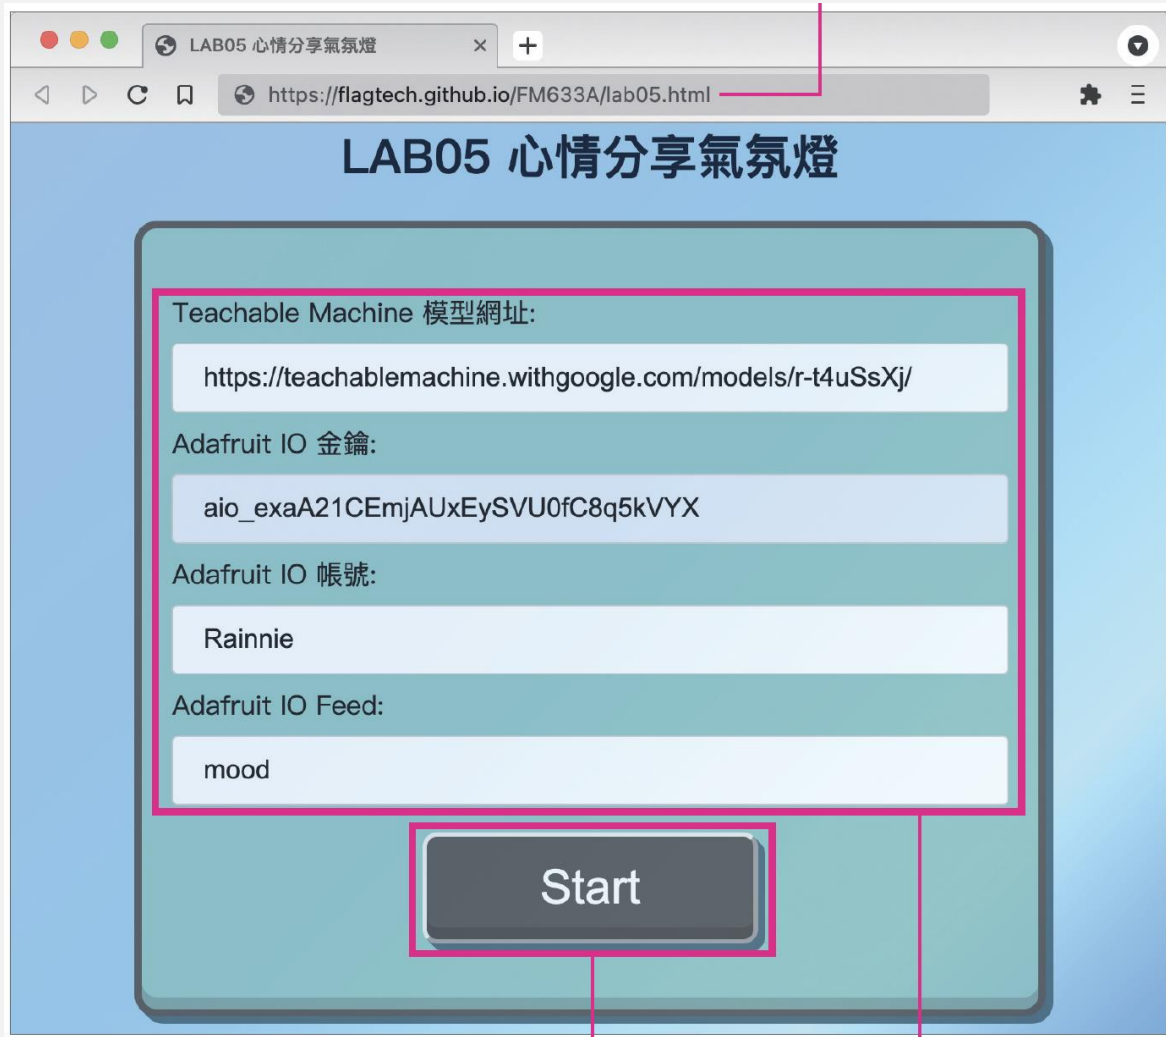 LAB05 心情分享氣氛燈
https://flagtech.github.io/FM633A/lab05.html
LAB05 心情分享氣氛燈
Teachable Machine 模型網址:
https://teachablemachine.withgoogle.com/models/r-t4uSsXj/
Adafruit IO 金鑰:
aio_exaA21CEmjAUxEySVU0fC8q5kVYX
Adafruit IO 帳號:
Rainnie
Adafruit IO Feed:
mood
Start